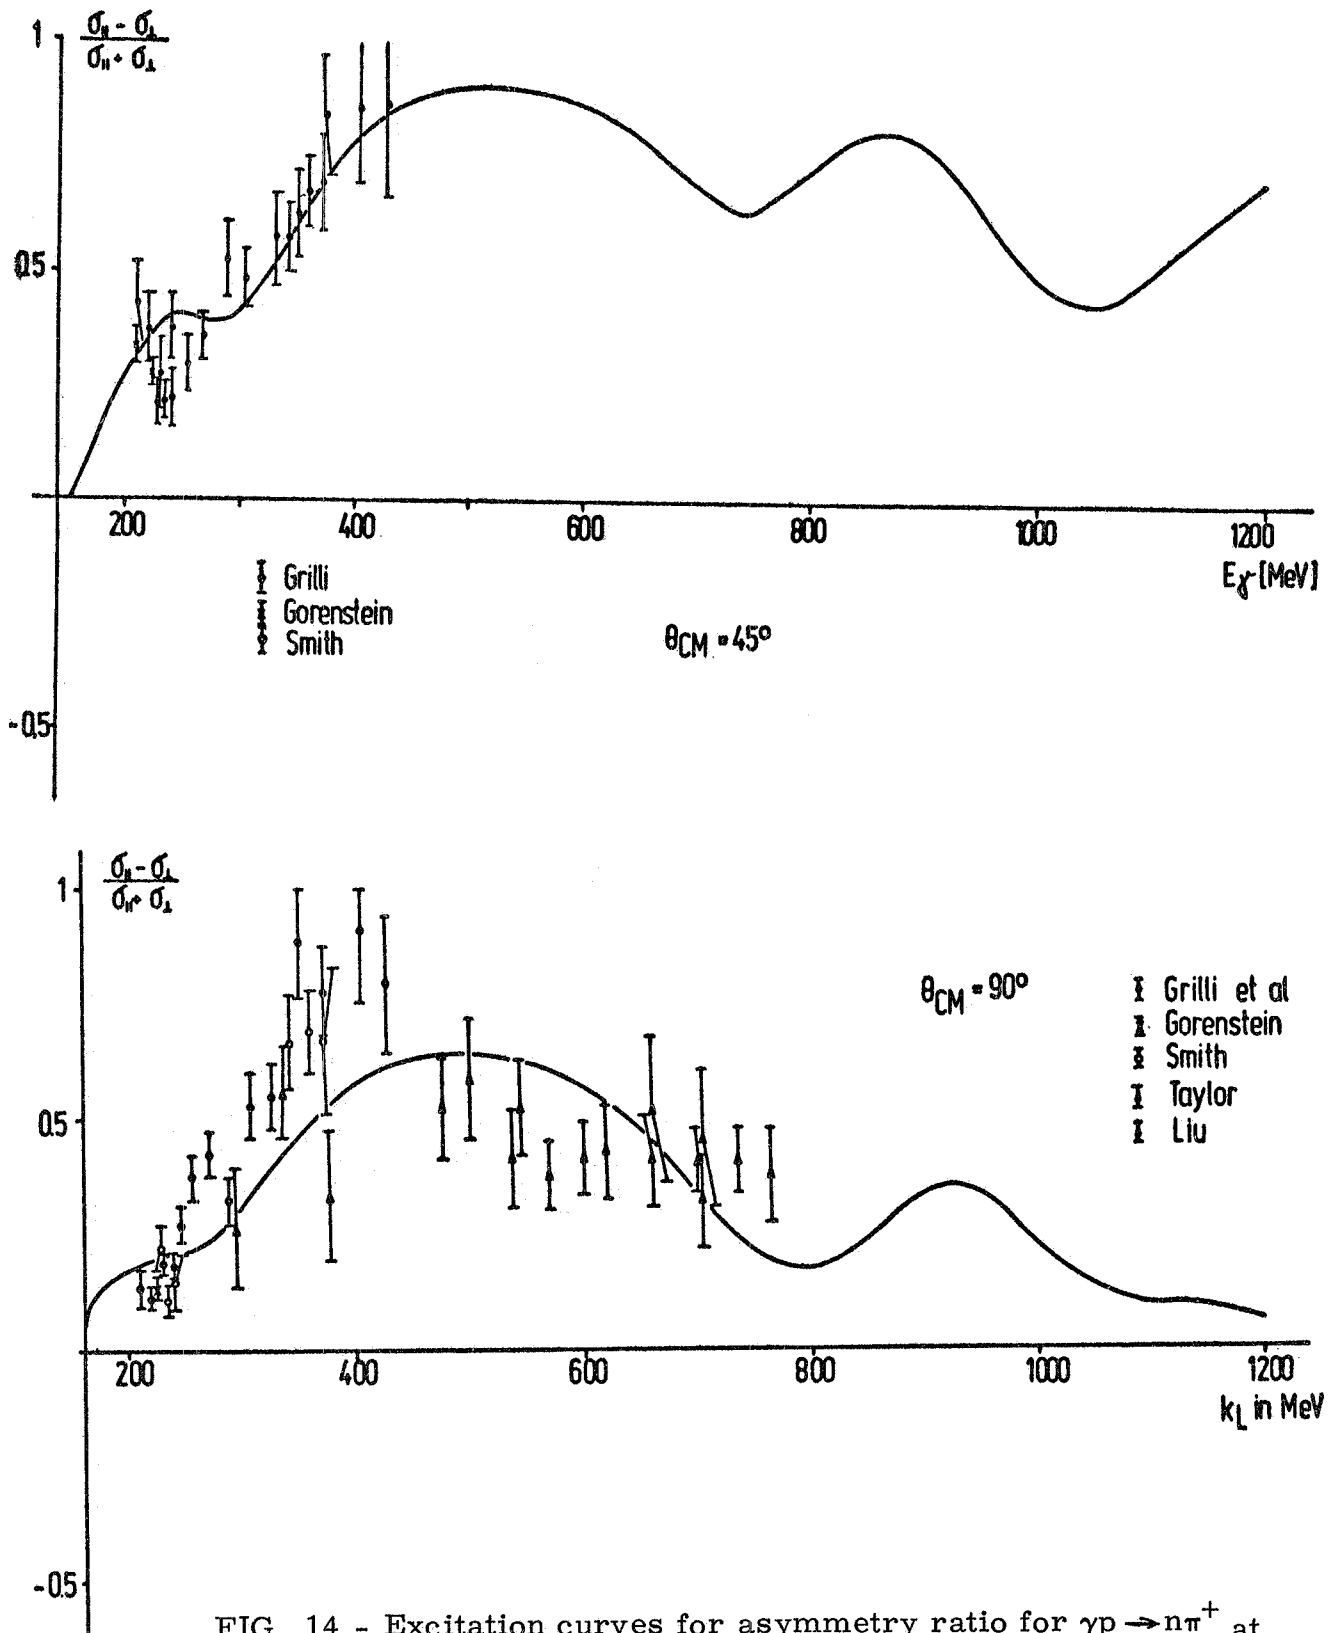 1
σ∥ - σ⊥
σ∥ + σ⊥
0.5
200 400 600 800 1000 1200
Eγ [MeV]
Grilli
Gorenstein
Smith
θCM = 45º
-0.5
σ∥ - σ⊥
σ∥ + σ⊥
1
θCM = 90º
Grilli et al
Gorenstein
Smith
Taylor
Liu
0.5
200 400 600 800 1000 1200
kL in MeV
-0.5
FIG. 14 - Excitation curves for asymmetry ratio for γp → nπ+ at